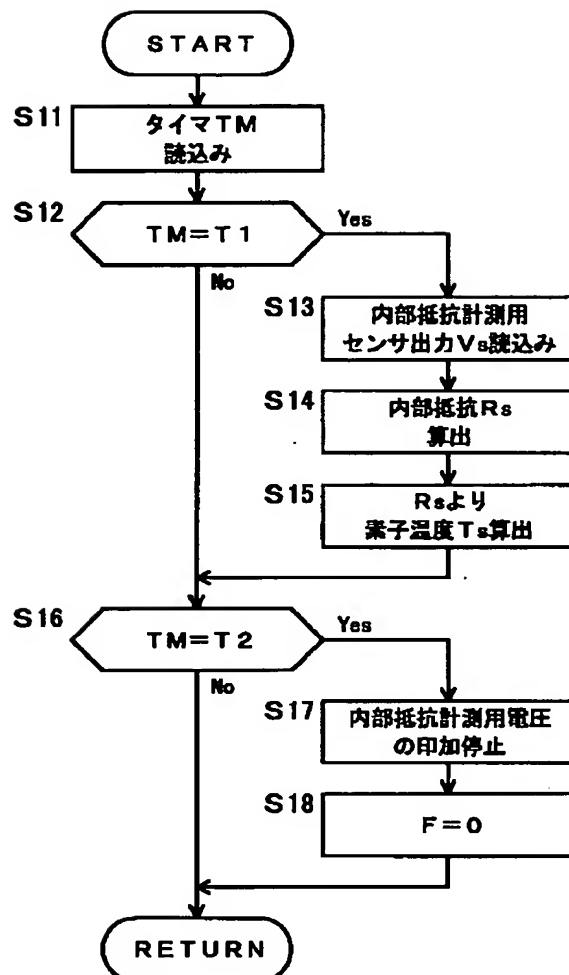 START
S11
タイマTM
読込み
S12
TM=T1
Yes
No
S13
内部抵抗計測用
センサ出力Vs読込み
S14
内部抵抗Rs
算出
S15
Rsより
素子温度Ts算出
S16
TM=T2
Yes
No
S17
内部抵抗計測用電圧
の印加停止
S18
F=0
RETURN